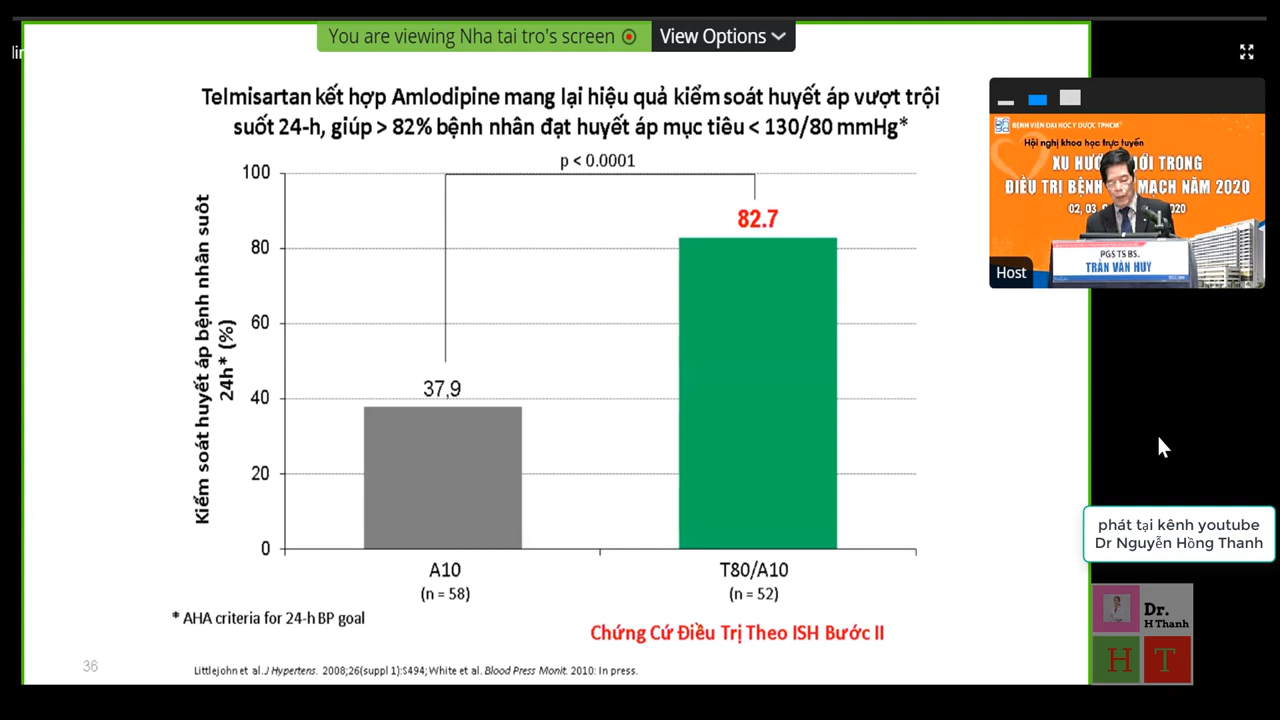 You are viewing Nha tai tro's screen
View Options
lin
Telmisartan kết hợp Amlodipine mang lại hiệu quả kiểm soát huyết áp vượt trội
suốt 24-h, giúp > 82% bệnh nhân đạt huyết áp mục tiêu < 130/80 mmHg*
p < 0.0001
Kiểm soát huyết áp bệnh nhân suốt
24h* (%)
100
80
60
40
20
0
37,9
82.7
A10
(n = 58)
T80/A10
(n = 52)
* AHA criteria for 24-h BP goal
Chứng Cứ Điều Trị Theo ISH Bước II
36
Littlejohn et al. J Hypertens. 2008;26(suppl 1):S494; White et al. Blood Press Monit. 2010: In press.
BỆNH VIỆN ĐẠI HỌC Y DƯỢC TPHCM
Hội nghị khoa học trực tuyến
XU HƯỚNG MỚI TRONG
ĐIỀU TRỊ BỆNH MẠCH NĂM 2020
02, 03, 2020
PGS TS BS.
TRẦN VĂN HUY
Host
phát tại kênh youtube
Dr Nguyễn Hồng Thanh
Dr.
H Thanh
H T